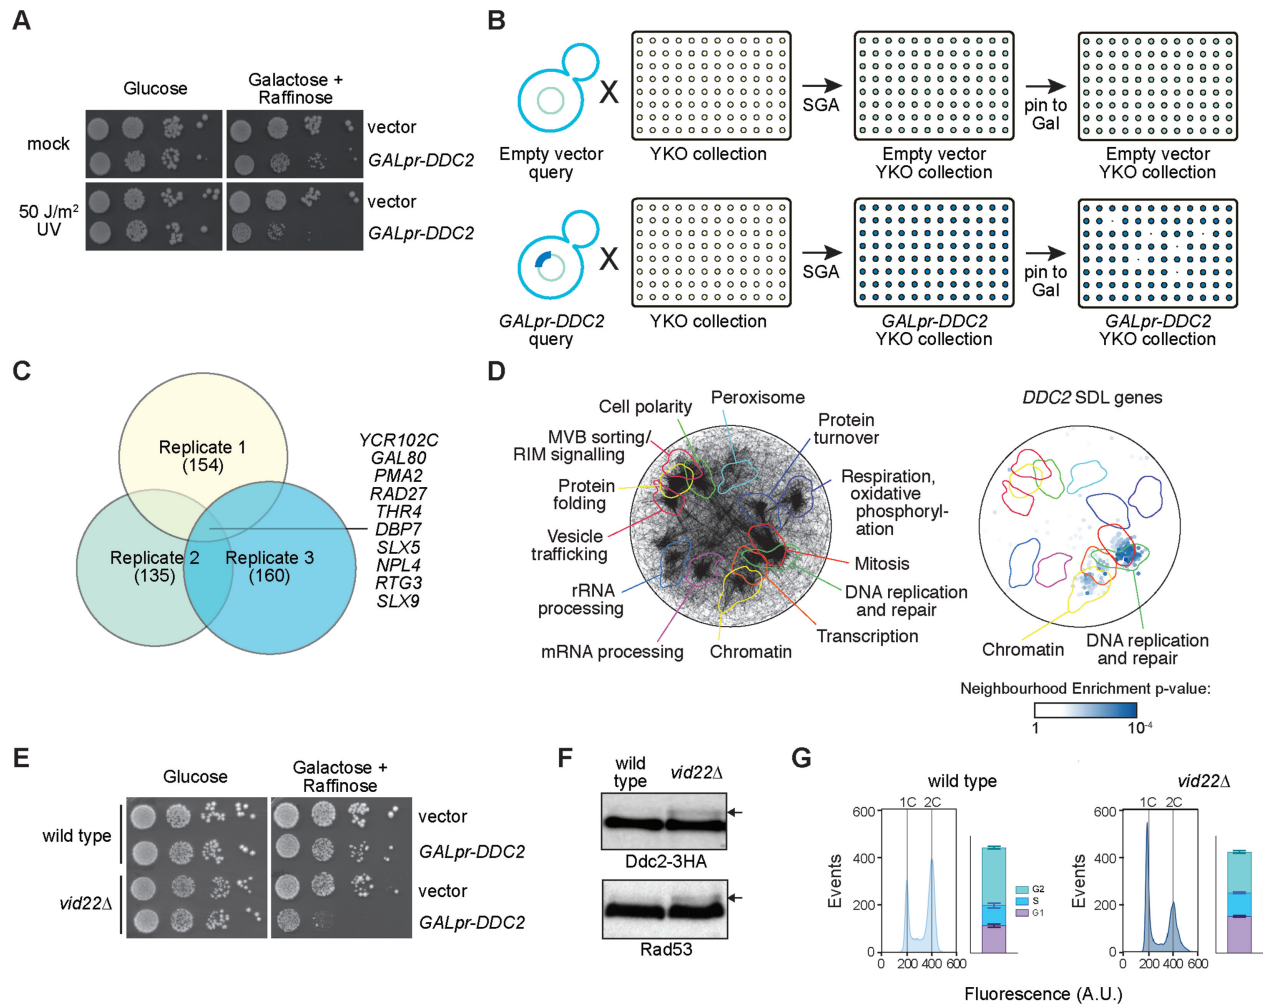 A
Glucose
Galactose +
Raffinose
mock
vector
GALpr-DDC2
50 J/m²
UV
vector
GALpr-DDC2
B
X
SGA
pin to
Gal
Empty vector
query
YKO collection
Empty vector
YKO collection
Empty vector
YKO collection
X
SGA
pin to
Gal
GALpr-DDC2
query
YKO collection
GALpr-DDC2
YKO collection
GALpr-DDC2
YKO collection
C
Replicate 1
(154)
Replicate 2
(135)
Replicate 3
(160)
YCR102C
GAL80
PMA2
RAD27
THR4
DBP7
SLX5
NPL4
RTG3
SLX9
D
Peroxisome
Cell polarity
Protein
turnover
MVB sorting/
RIM signalling
Respiration,
oxidative
phosphoryl-
ation
Protein
folding
Vesicle
trafficking
Mitosis
rRNA
processing
DNA replication
and repair
Transcription
mRNA processing
Chromatin
DDC2 SDL genes
Chromatin
DNA replication
and repair
Neighbourhood Enrichment p-value:
1
10⁻⁴
E
Glucose
Galactose +
Raffinose
wild type
vector
GALpr-DDC2
vid22Δ
vector
GALpr-DDC2
F
wild
type
vid22Δ
Ddc2-3HA
Rad53
G
wild type
1C 2C
600
400
200
0
Events
0 200 400 600
G2
S
G1
vid22Δ
1C 2C
600
400
200
0
Events
0 200 400 600
Fluorescence (A.U.)